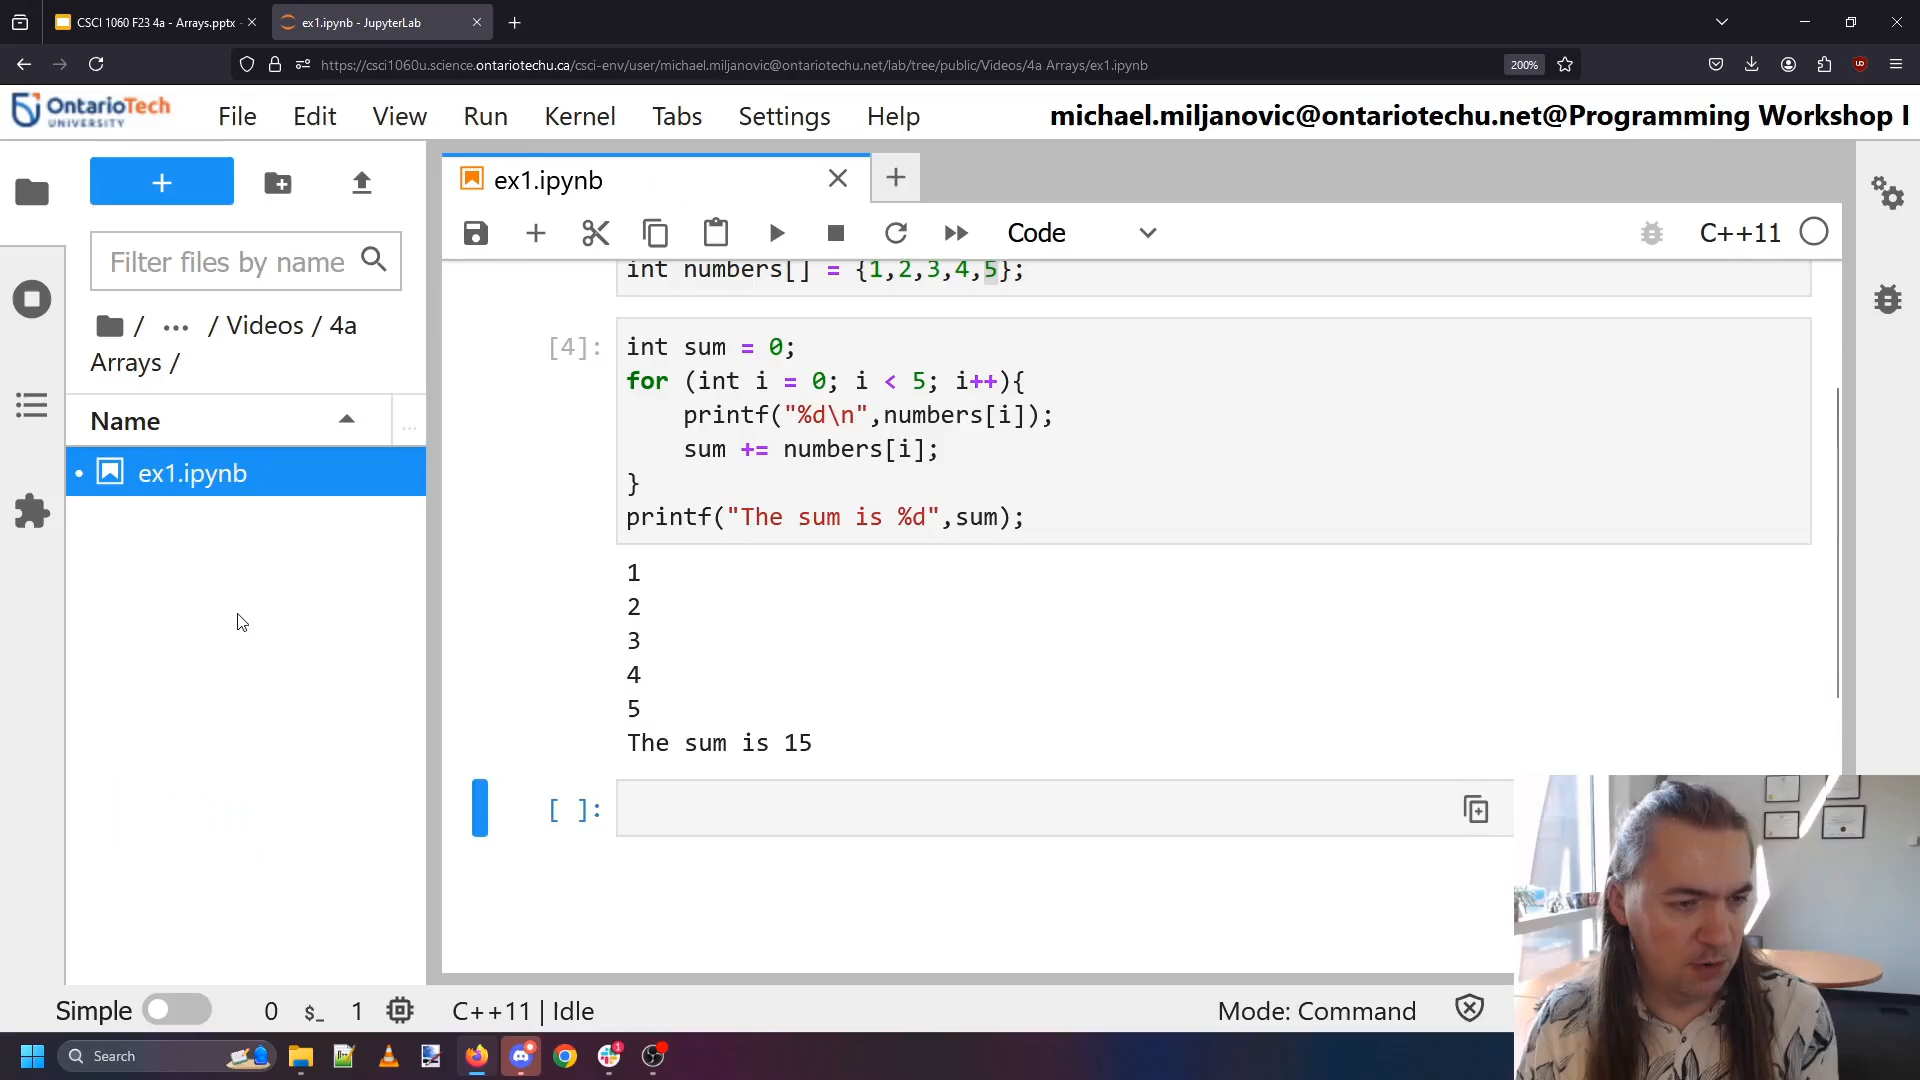 CSCI 1060 F23 4a - Arrays.pptx -
ex1.ipynb - JupyterLab
https://csci1060u.science.ontariotechu.ca/csci-env/user/michael.miljanovic@ontariotechu.net/lab/tree/public/Videos/4a Arrays/ex1.ipynb
200%
OntarioTech
UNIVERSITY
File Edit View Run Kernel Tabs Settings Help
michael.miljanovic@ontariotechu.net@Programming Workshop I
ex1.ipynb
Code
C++11
Filter files by name
/ ... / Videos / 4a
Arrays /
Name
...
ex1.ipynb
int numbers[] = {1,2,3,4,5};
[4]:
int sum = 0;
for (int i = 0; i < 5; i++){
printf("%d\n",numbers[i]);
sum += numbers[i];
}
printf("The sum is %d",sum);
1
2
3
4
5
The sum is 15
[ ]:
Simple 0 $_ 1 C++11 | Idle Mode: Command
Search
1